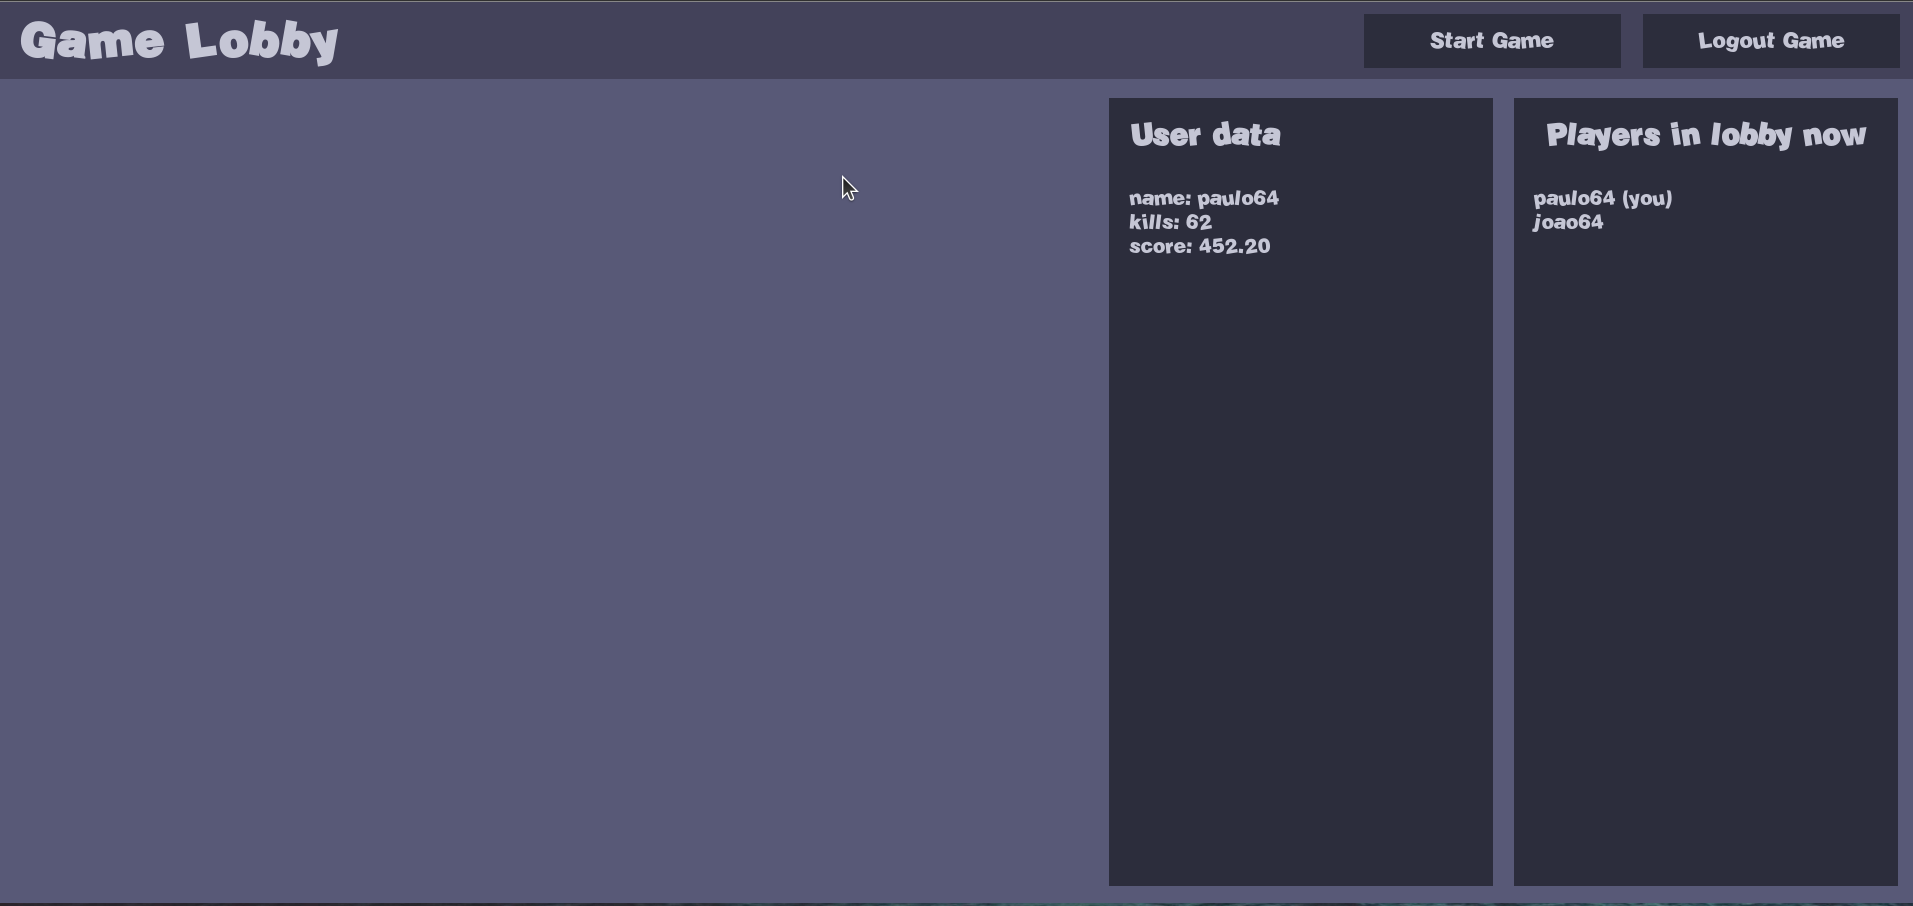 Game Lobby
Start Game
Logout Game
User data
name: paulo64
kills: 62
score: 452.20
Players in lobby now
paulo64 (you)
joao64